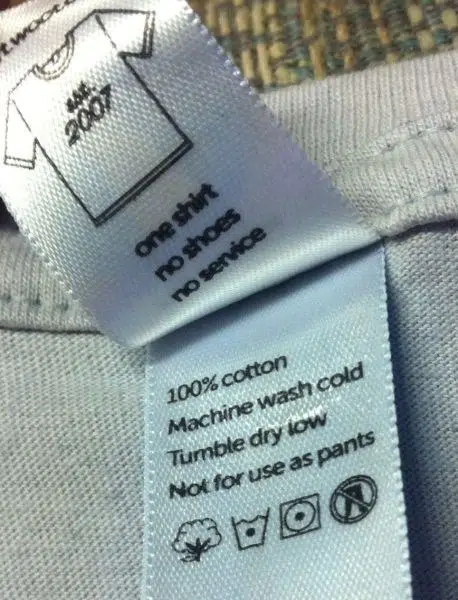 est.
2007
one shirt
no shoes
no service
100% cotton
Machine wash cold
Tumble dry low
Not for use as pants